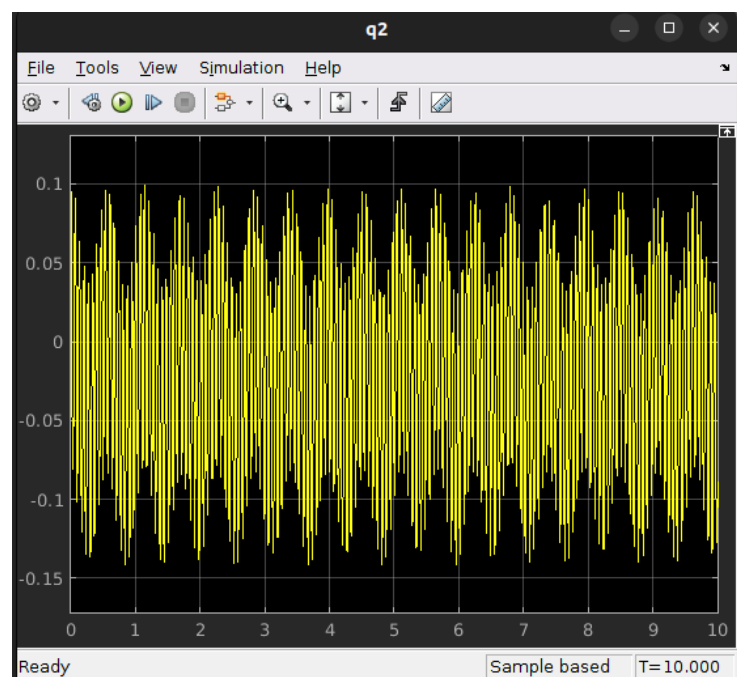 q2
File Tools View Simulation Help
0.1
0.05
0
-0.05
-0.1
-0.15
0 1 2 3 4 5 6 7 8 9 10
Ready Sample based T=10.000